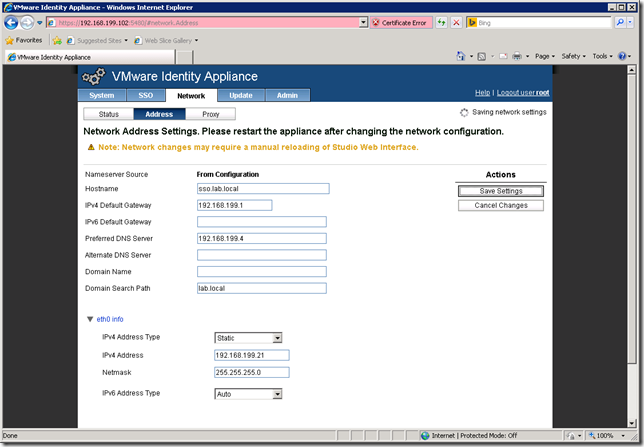 VMware Identity Appliance - Windows Internet Explorer
https://192.168.199.102:5480/#network.Address
Certificate Error
Bing
Favorites
Suggested Sites
Web Slice Gallery
VMware Identity Appliance
Page
Safety
Tools
VMware Identity Appliance
System
SSO
Network
Update
Admin
Help | Logout user root
Status
Address
Proxy
Saving network settings
Network Address Settings. Please restart the appliance after changing the network configuration.
Note: Network changes may require a manual reloading of Studio Web Interface.
Actions
Save Settings
Cancel Changes
Nameserver Source From Configuration
Hostname sso.lab.local
IPv4 Default Gateway 192.168.199.1
IPv6 Default Gateway
Preferred DNS Server 192.168.199.4
Alternate DNS Server
Domain Name
Domain Search Path lab.local
eth0 info
IPv4 Address Type Static
IPv4 Address 192.168.199.21
Netmask 255.255.255.0
IPv6 Address Type Auto
Done
Internet | Protected Mode: Off
100%